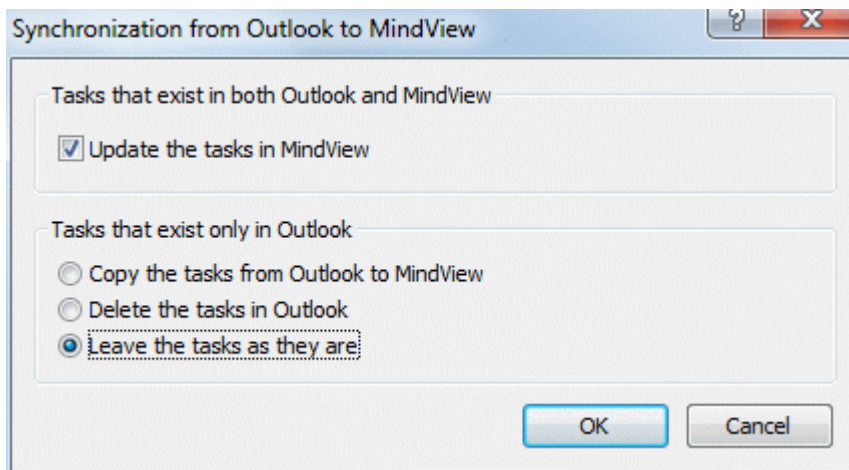 Synchronization from Outlook to MindView
?
Tasks that exist in both Outlook and MindView
Update the tasks in MindView
Tasks that exist only in Outlook
Copy the tasks from Outlook to MindView
Delete the tasks in Outlook
Leave the tasks as they are
OK Cancel